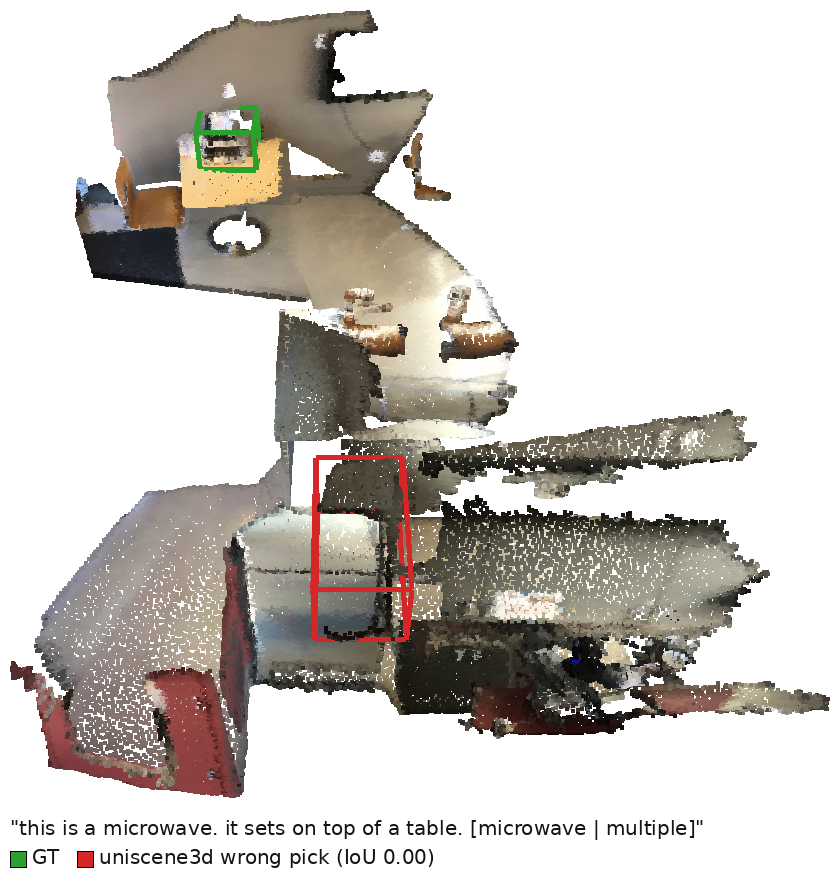 "this is a microwave. it sets on top of a table. [microwave | multiple]"
GT uniscene3d wrong pick (IoU 0.00)